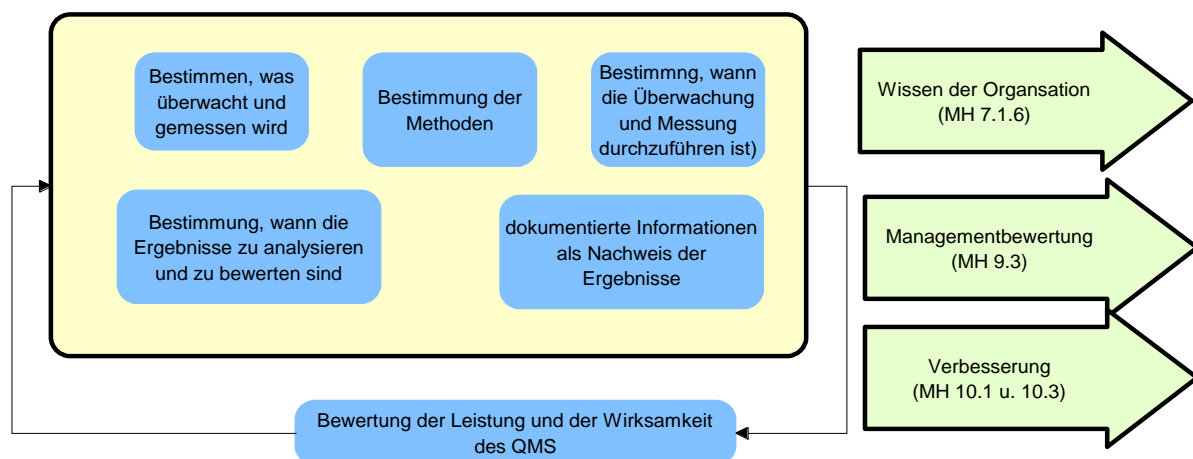 Bestimmen, was
überwacht und
gemessen wird
Bestimmung der
Methoden
Bestimmng, wann
die Überwachung
und Messung
durchzuführen ist)
Bestimmung, wann die
Ergebnisse zu analysieren
und zu bewerten sind
dokumentierte Informationen
als Nachweis der
Ergebnisse
Bewertung der Leistung und der Wirksamkeit
des QMS
Wissen der Organsation
(MH 7.1.6)
Managementbewertung
(MH 9.3)
Verbesserung
(MH 10.1 u. 10.3)